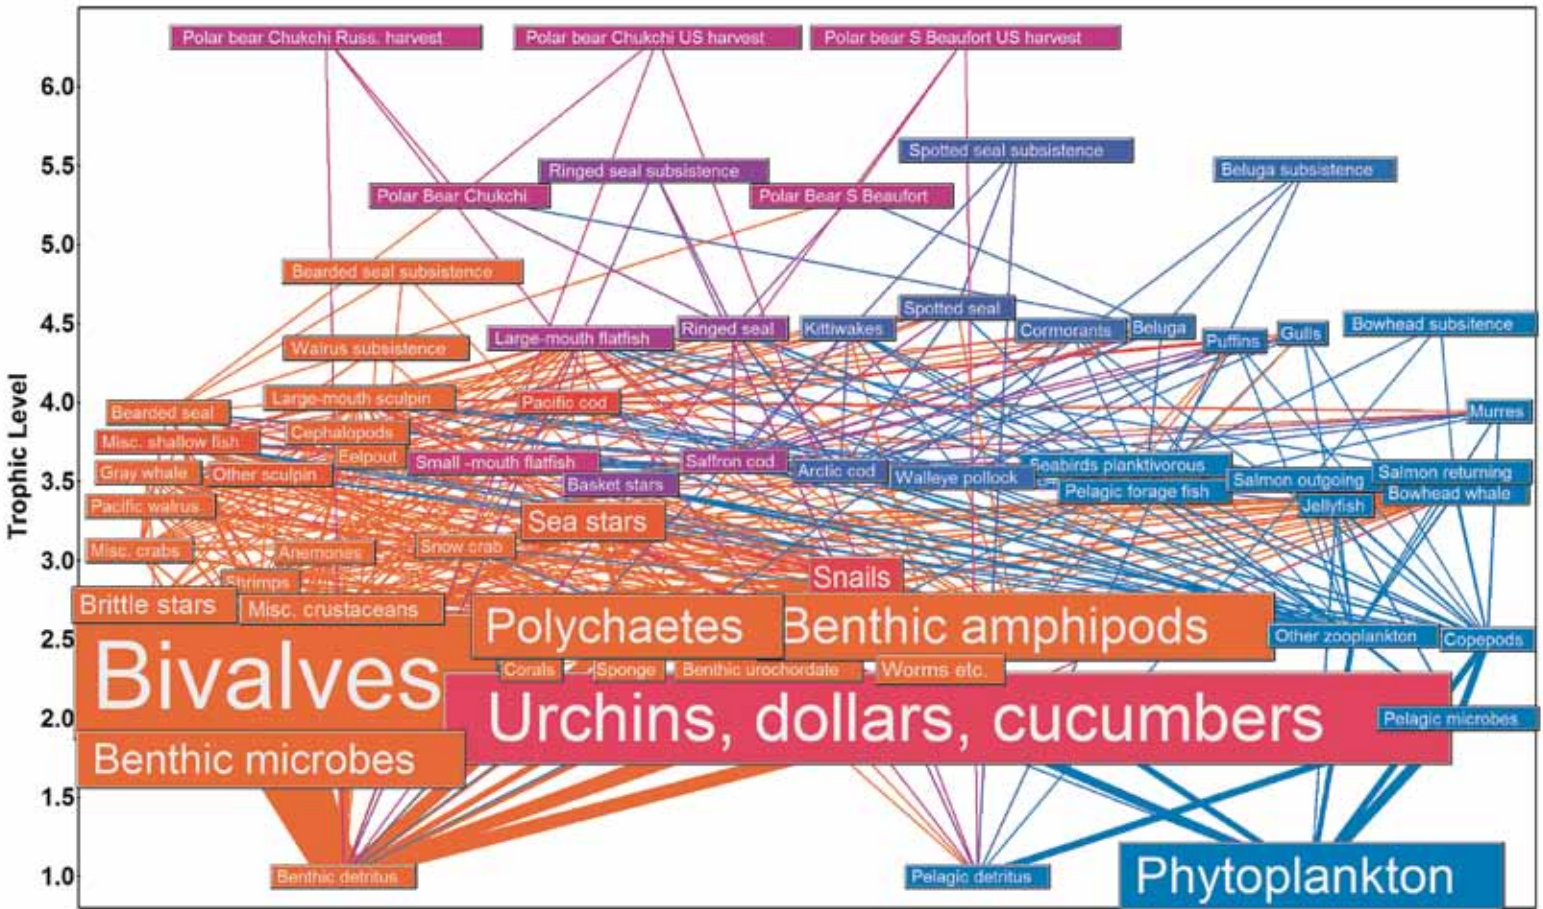 Polar bear Chukchi Russ. harvest
Polar bear Chukchi US harvest
Polar bear S Beaufort US harvest
6.0
Spotted seal subsistence
5.5
Ringed seal subsistence
Beluga subsistence
Polar Bear Chukchi
Polar Bear S Beaufort
5.0
Bearded seal subsistence
Spotted seal
4.5
Large-mouth flatfish
Ringed seal
Kittiwakes
Cormorants
Beluga
Puffins
Gulls
Bowhead subsitence
Walrus subsistence
4.0
Large-mouth sculpin
Pacific cod
Bearded seal
Murres
Trophic Level
Misc. shallow fish
Cephalopods
Eelpout
Small -mouth flatfish
Saffron cod
Arctic cod
Seabirds planktivorous
Gray whale
Other sculpin
3.5
Basket stars
Walleye pollock
Salmon outgoing
Salmon returning
Pelagic forage fish
Bowhead whale
Pacific walrus
Jellyfish
Sea stars
3.0
Misc. crabs
Anemones
Snow crab
Shrimps
Snails
Brittle stars
Misc. crustaceans
Polychaetes
Benthic amphipods
2.5
Other zooplankton
Copepods
Bivalves
Corals
Sponge
Benthic urochordate
Worms etc.
2.0
Urchins, dollars, cucumbers
Pelagic microbes
Benthic microbes
1.5
1.0
Benthic detritus
Pelagic detritus
Phytoplankton